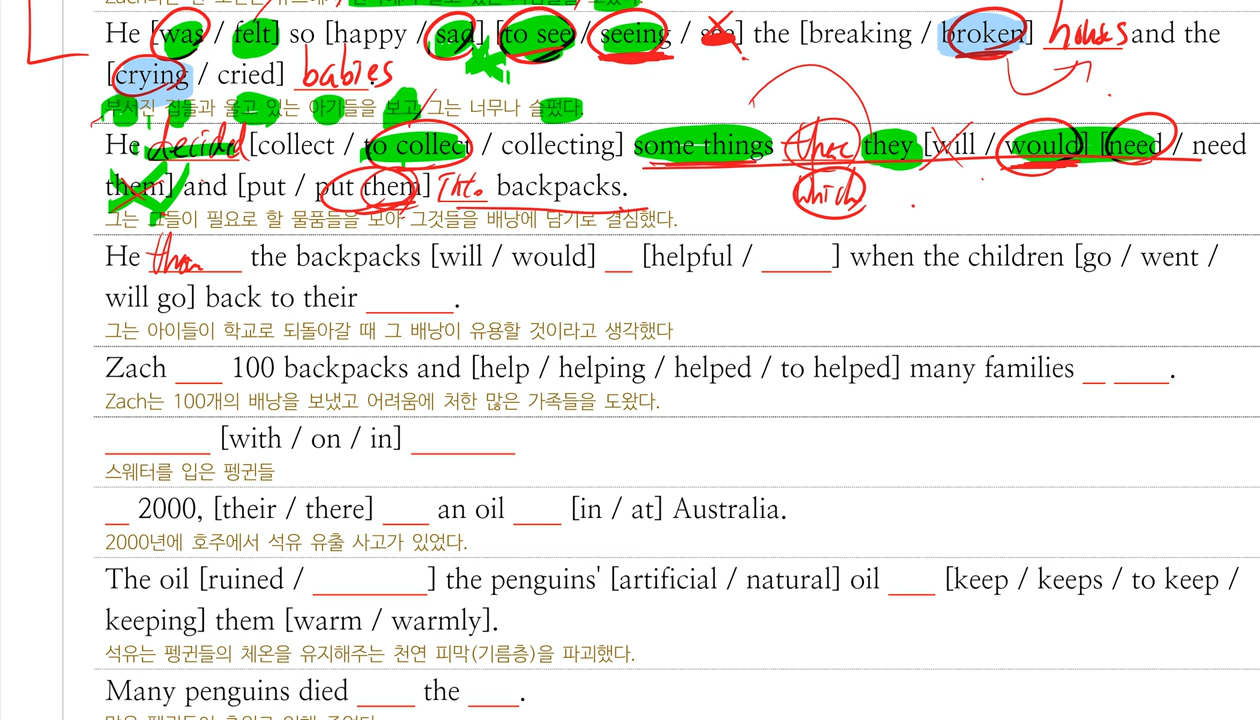 He [was / felt] so [happy / sad] [to see / seeing / see] the [breaking / broken] houses and the
[crying / cried] babies.
부서진 집들과 울고 있는 아기들을 보고 그는 너무나 슬펐다.
He decided [collect / to collect / collecting] some things that they [will / would] [need / need
which
them] and [put / put them] into backpacks.
그는 그들이 필요로 할 물품들을 모아 그것들을 배낭에 담기로 결심했다.
He ___ the backpacks [will / would] __ [helpful / ___] when the children [go / went /
will go] back to their ___.
그는 아이들이 학교로 되돌아갈 때 그 배낭이 유용할 것이라고 생각했다
Zach ___ 100 backpacks and [help / helping / helped / to helped] many families __ ___.
Zach는 100개의 배낭을 보냈고 어려움에 처한 많은 가족들을 도왔다.
___ [with / on / in] ___
스웨터를 입은 펭귄들
__ 2000, [their / there] ___ an oil ___ [in / at] Australia.
2000년에 호주에서 석유 유출 사고가 있었다.
The oil [ruined / ___] the penguins' [artificial / natural] oil ___ [keep / keeps / to keep /
keeping] them [warm / warmly].
석유는 펭귄들의 체온을 유지해주는 천연 피막(기름층)을 파괴했다.
Many penguins died ___ the ___.